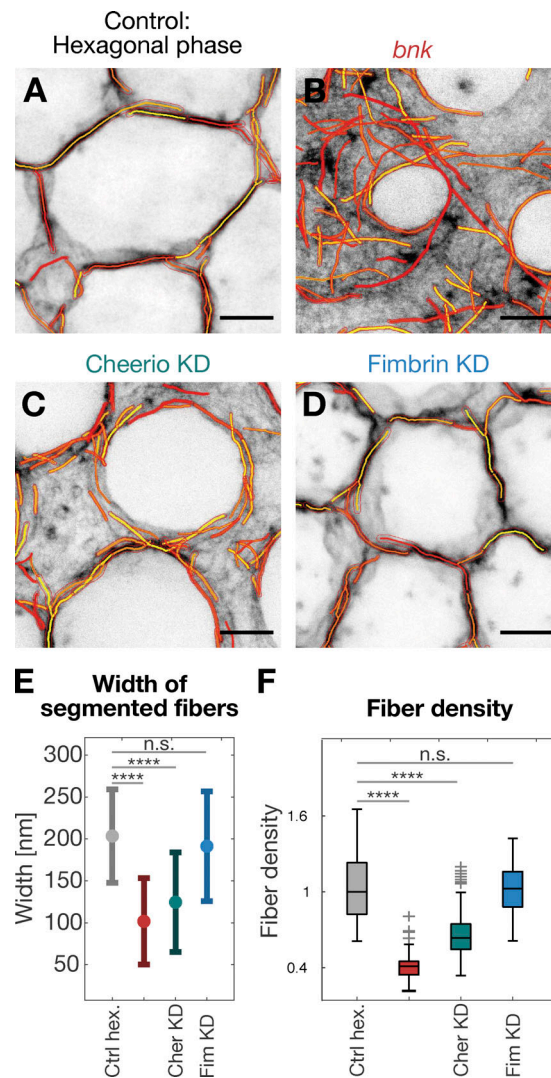 Control:
Hexagonal phase
bnk
A
B
Cheerio KD
Fimbrin KD
C
D
E
Width of
segmented fibers
F
Fiber density
n.s.
****
****
n.s.
****
****
300
250
200
150
100
50
Width [nm]
1.6
1
0.4
Fiber density
Ctrl hex.
Cher KD
Fim KD
Ctrl hex.
Cher KD
Fim KD